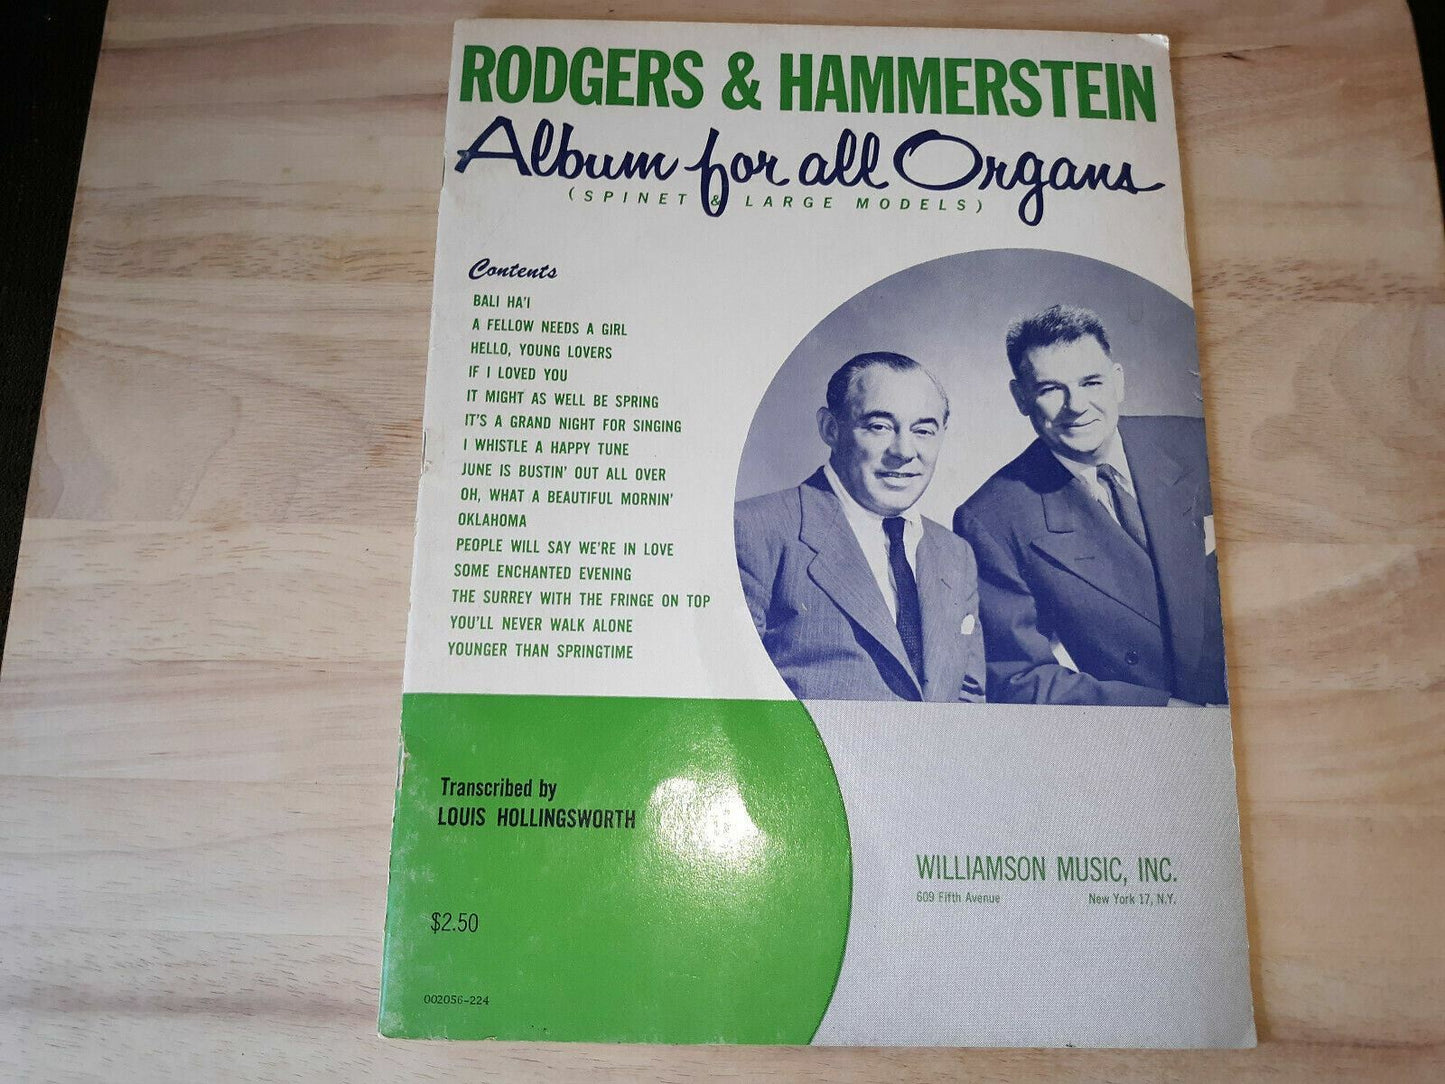 RODGERS & HAMMERSTEIN
Album for all Organs
(SPINET & LARGE MODELS)
Contents
BALI HA'I
A FELLOW NEEDS A GIRL
HELLO, YOUNG LOVERS
IF I LOVED YOU
IT MIGHT AS WELL BE SPRING
IT'S A GRAND NIGHT FOR SINGING
I WHISTLE A HAPPY TUNE
JUNE IS BUSTIN' OUT ALL OVER
OH, WHAT A BEAUTIFUL MORNIN'
OKLAHOMA
PEOPLE WILL SAY WE'RE IN LOVE
SOME ENCHANTED EVENING
THE SURREY WITH THE FRINGE ON TOP
YOU'LL NEVER WALK ALONE
YOUNGER THAN SPRINGTIME
Transcribed by
LOUIS HOLLINGSWORTH
WILLIAMSON MUSIC, INC.
609 Fifth Avenue New York 17, N.Y.
$2.50
002056-224